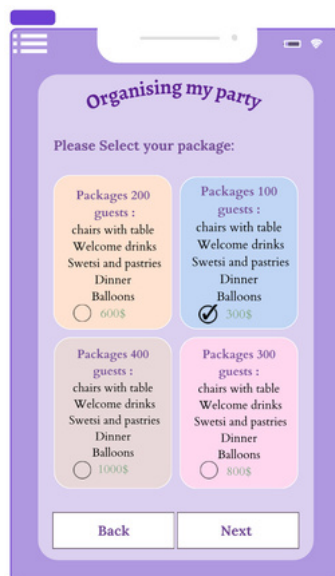 Organising my party
Please Select your package:
Packages 200
guests :
chairs with table
Welcome drinks
Swetsi and pastries
Dinner
Balloons
600$
Packages 100
guests :
chairs with table
Welcome drinks
Swetsi and pastries
Dinner
Balloons
300$
Packages 400
guests :
chairs with table
Welcome drinks
Swetsi and pastries
Dinner
Balloons
1000$
Packages 300
guests :
chairs with table
Welcome drinks
Swetsi and pastries
Dinner
Balloons
800$
Back
Next